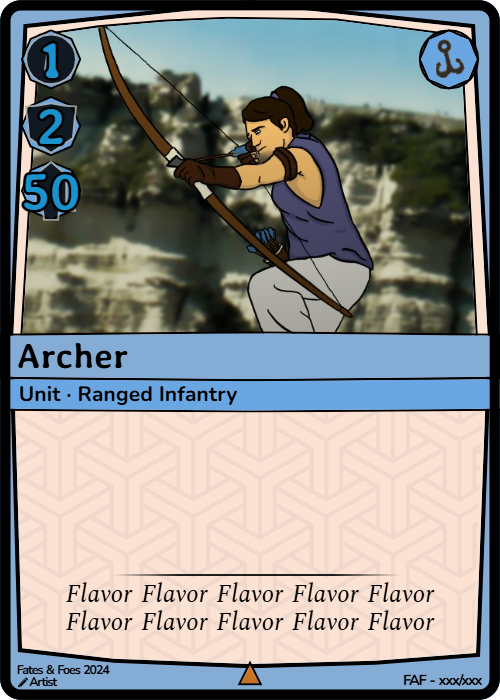 1
2
50
Archer
Unit · Ranged Infantry
Flavor Flavor Flavor Flavor Flavor
Flavor Flavor Flavor Flavor Flavor
Fates & Foes 2024
Artist
FAF - xxx/xxx